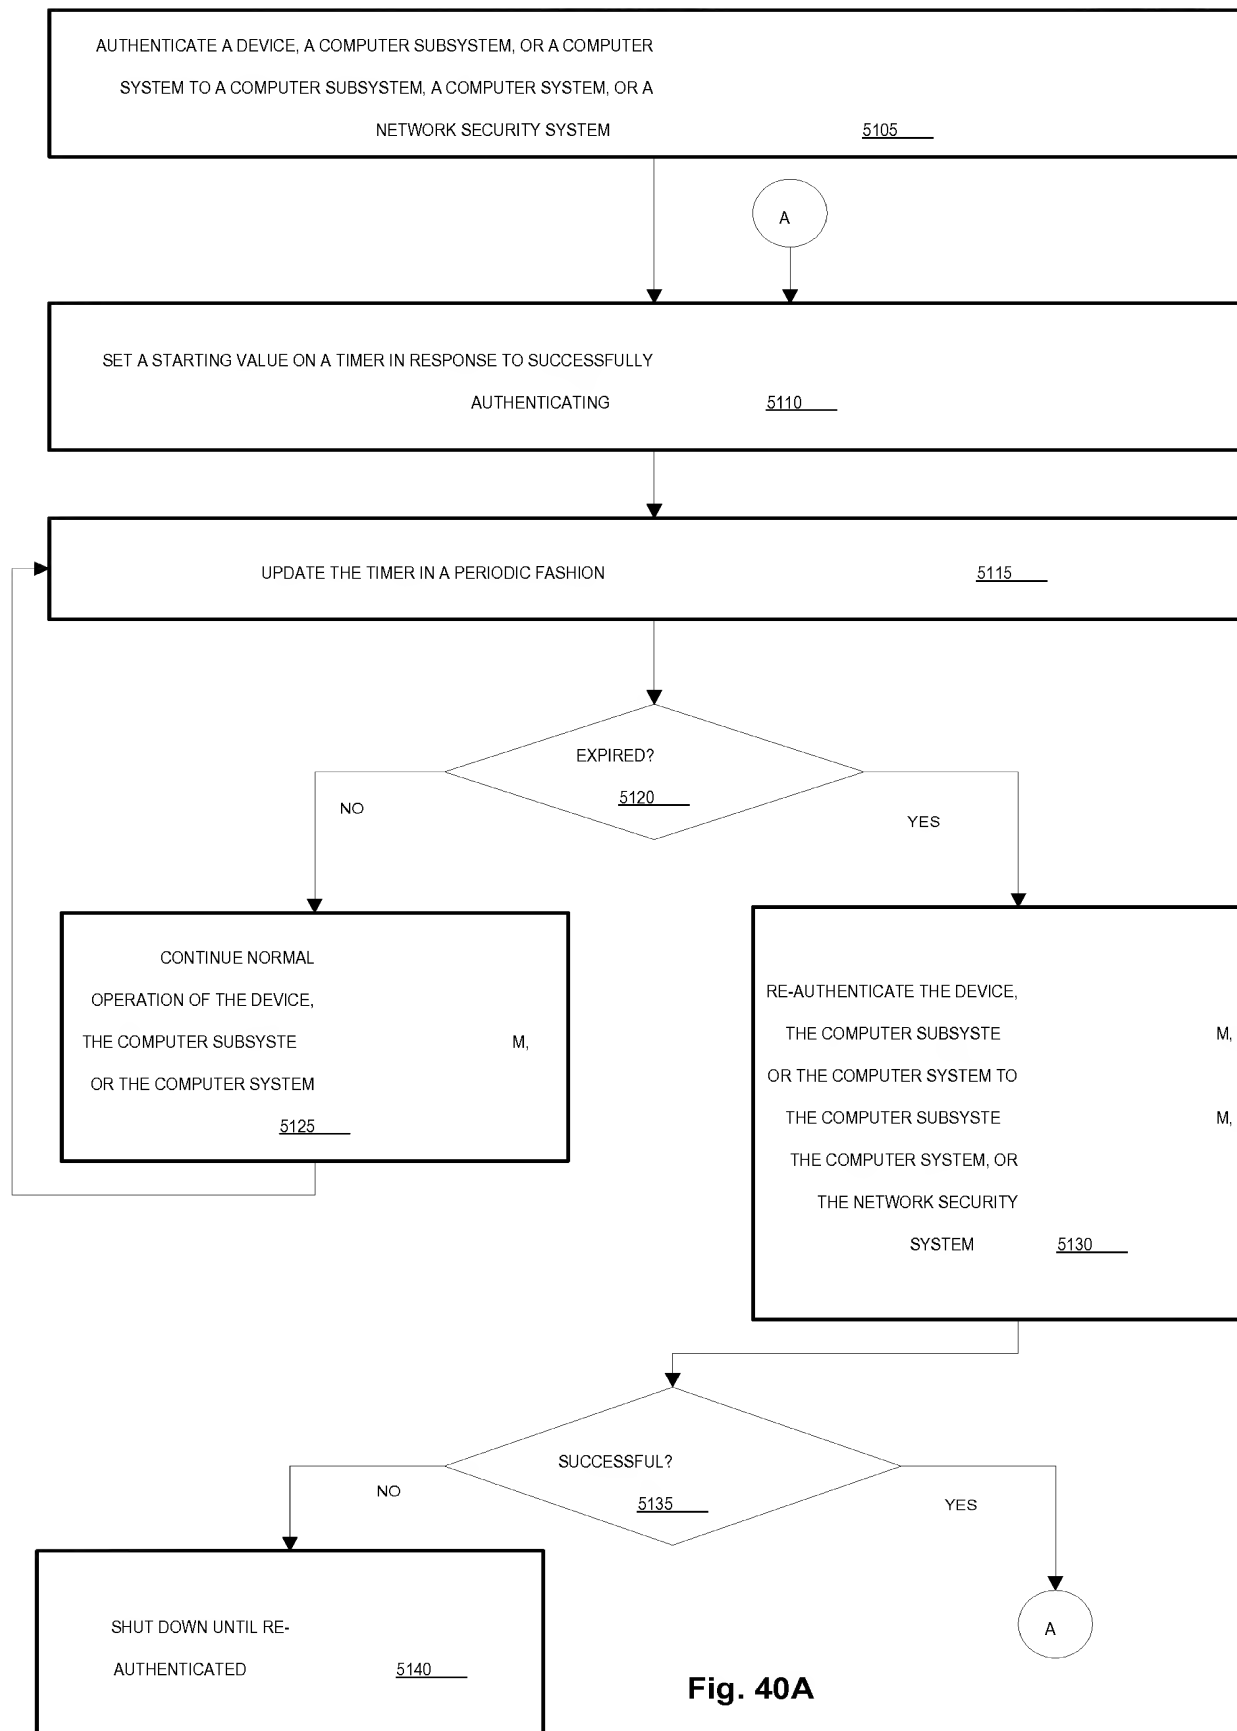 AUTHENTICATE A DEVICE, A COMPUTER SUBSYSTEM, OR A COMPUTER
SYSTEM TO A COMPUTER SUBSYSTEM, A COMPUTER SYSTEM, OR A
NETWORK SECURITY SYSTEM 5105
A
SET A STARTING VALUE ON A TIMER IN RESPONSE TO SUCCESSFULLY
AUTHENTICATING 5110
UPDATE THE TIMER IN A PERIODIC FASHION 5115
EXPIRED?
5120
NO
YES
CONTINUE NORMAL
OPERATION OF THE DEVICE,
THE COMPUTER SUBSYSTE M,
OR THE COMPUTER SYSTEM
5125
RE-AUTHENTICATE THE DEVICE,
THE COMPUTER SUBSYSTE M,
OR THE COMPUTER SYSTEM TO
THE COMPUTER SUBSYSTE M,
THE COMPUTER SYSTEM, OR
THE NETWORK SECURITY
SYSTEM 5130
SUCCESSFUL?
5135
NO
YES
SHUT DOWN UNTIL RE-
AUTHENTICATED 5140
A
Fig. 40A